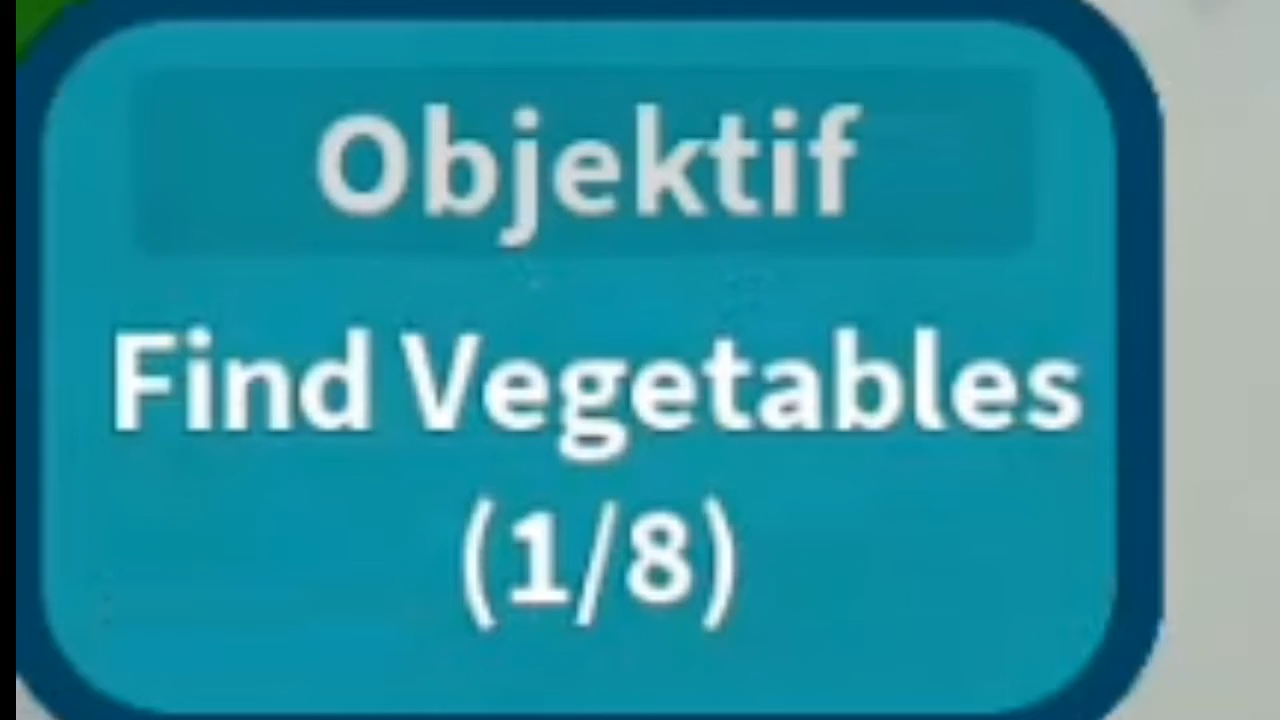 Objektif
Find Vegetables
(1/8)